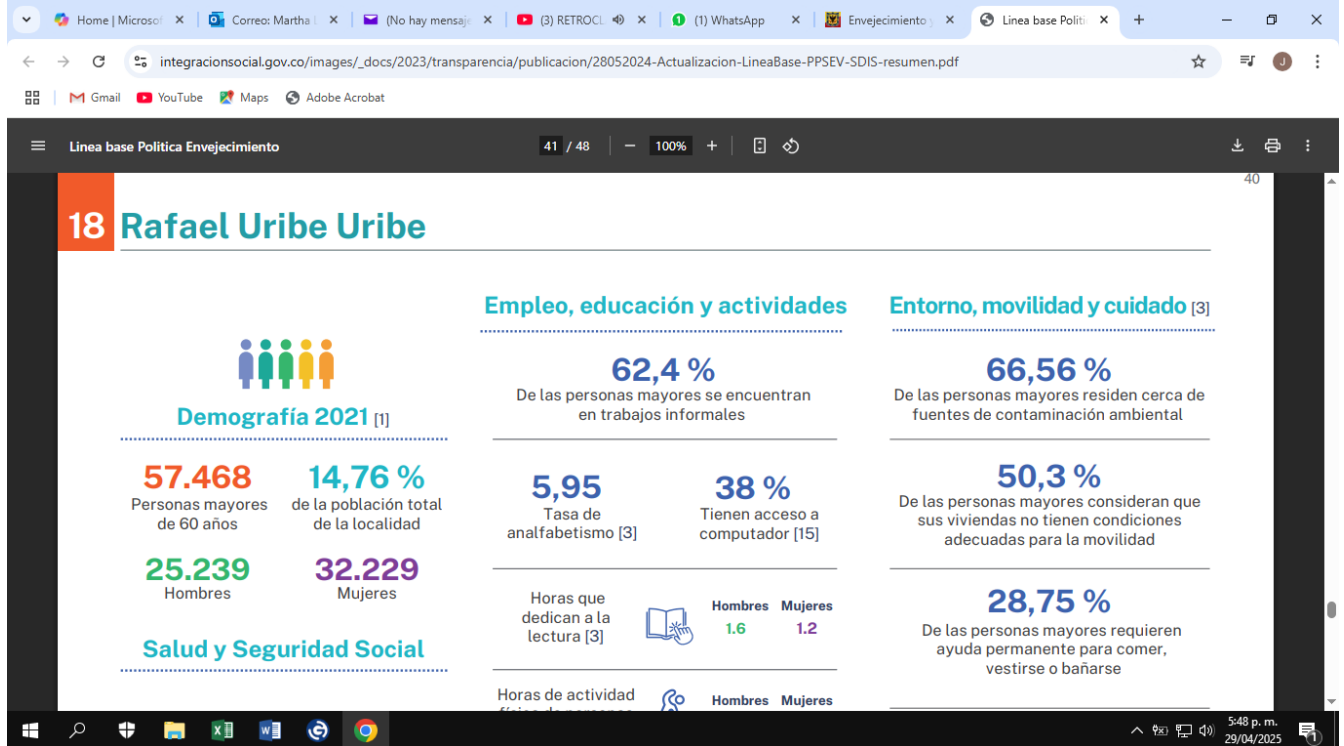 Home | Microsof
Correo: Martha
(No hay mensaje
(3) RETROCL
(1) WhatsApp
Envejecimiento y
Linea base Politi
integracionsocial.gov.co/images/_docs/2023/transparencia/publicacion/28052024-Actualizacion-LineaBase-PPSEV-SDIS-resumen.pdf
J
Gmail
YouTube
Maps
Adobe Acrobat
Linea base Politica Envejecimiento
41 / 48
100%
40
18 Rafael Uribe Uribe
Demografía 2021 [1]
57.468
Personas mayores
de 60 años
14,76 %
de la población total
de la localidad
25.239
Hombres
32.229
Mujeres
Salud y Seguridad Social
Empleo, educación y actividades
62,4 %
De las personas mayores se encuentran
en trabajos informales
5,95
Tasa de
analfabetismo [3]
38 %
Tienen acceso a
computador [15]
Horas que
dedican a la
lectura [3]
Hombres Mujeres
1.6 1.2
Horas de actividad
Hombres Mujeres
Entorno, movilidad y cuidado [3]
66,56 %
De las personas mayores residen cerca de
fuentes de contaminación ambiental
50,3 %
De las personas mayores consideran que
sus viviendas no tienen condiciones
adecuadas para la movilidad
28,75 %
De las personas mayores requieren
ayuda permanente para comer,
vestirse o bañarse
5:48 p. m.
29/04/2025
1